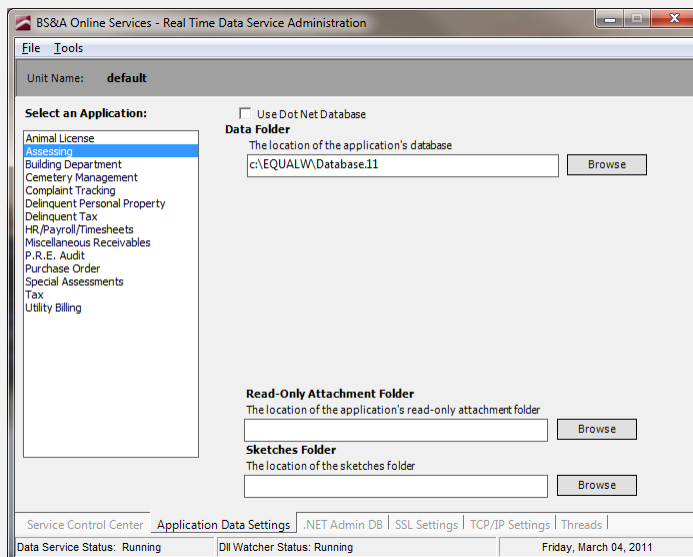 BS&A Online Services - Real Time Data Service Administration
File Tools
Unit Name: default
Select an Application:
Animal License
Assessing
Building Department
Cemetery Management
Complaint Tracking
Delinquent Personal Property
Delinquent Tax
HR/Payroll/Timesheets
Miscellaneous Receivables
P.R.E. Audit
Purchase Order
Special Assessments
Tax
Utility Billing
Use Dot Net Database
Data Folder
The location of the application's database
c:\EQUALW\Database.11
Browse
Read-Only Attachment Folder
The location of the application's read-only attachment folder
Browse
Sketches Folder
The location of the sketches folder
Browse
Service Control Center Application Data Settings .NET Admin DB SSL Settings TCP/IP Settings Threads
Data Service Status: Running Dll Watcher Status: Running Friday, March 04, 2011